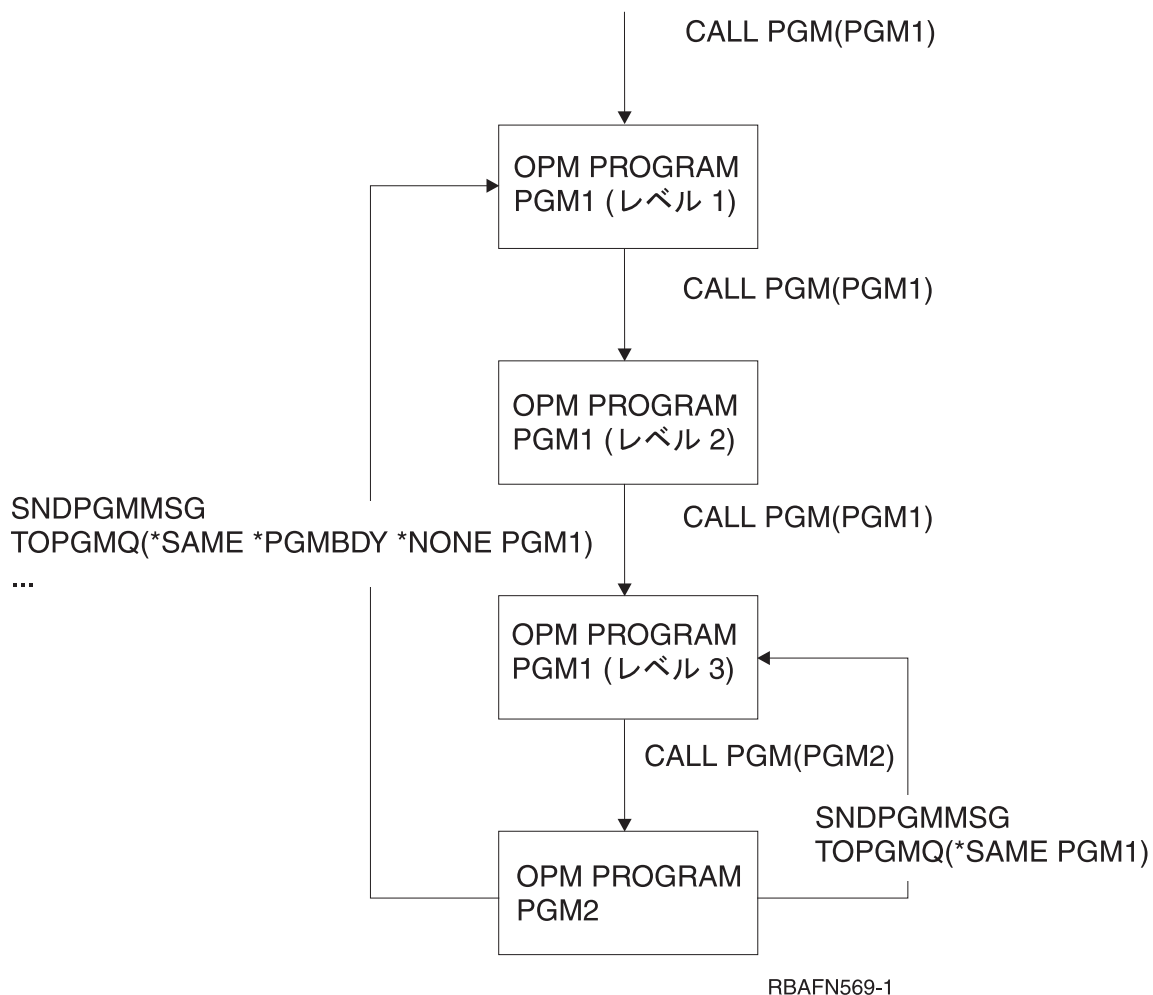 CALL PGM(PGM1)
OPM PROGRAM
PGM1 (レベル 1)
CALL PGM(PGM1)
OPM PROGRAM
PGM1 (レベル 2)
SNDPGMMSG
TOPGMQ(*SAME *PGMBDY *NONE PGM1)
...
CALL PGM(PGM1)
OPM PROGRAM
PGM1 (レベル 3)
CALL PGM(PGM2)
SNDPGMMSG
TOPGMQ(*SAME PGM1)
OPM PROGRAM
PGM2
RBAFN569-1